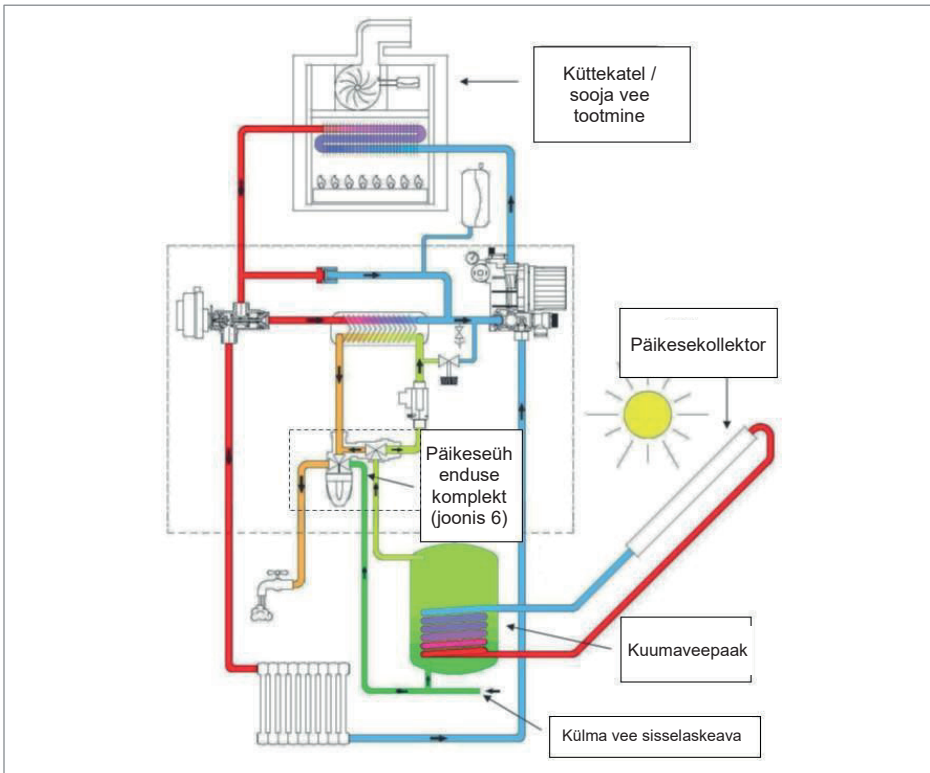 Küttekatel /
sooja vee
tootmine
Päikesekollektor
Päikeseüh
enduse
komplekt
(joonis 6)
Kuumaveepaak
Külma vee sisselaskeava